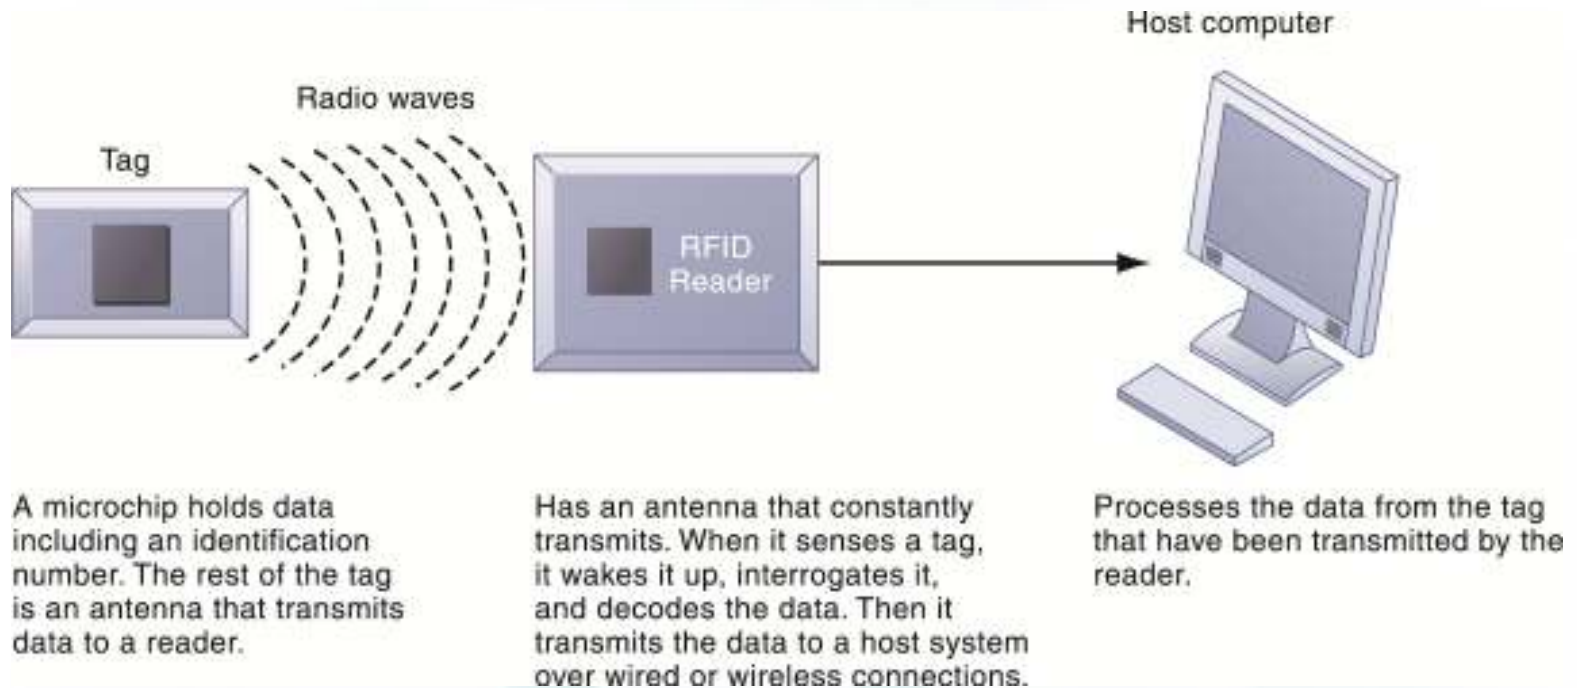 Host computer
Radio waves
Tag
RFID
Reader
A microchip holds data
including an identification
number. The rest of the tag
is an antenna that transmits
data to a reader.
Has an antenna that constantly
transmits. When it senses a tag,
it wakes it up, interrogates it,
and decodes the data. Then it
transmits the data to a host system
over wired or wireless connections.
Processes the data from the tag
that have been transmitted by the
reader.